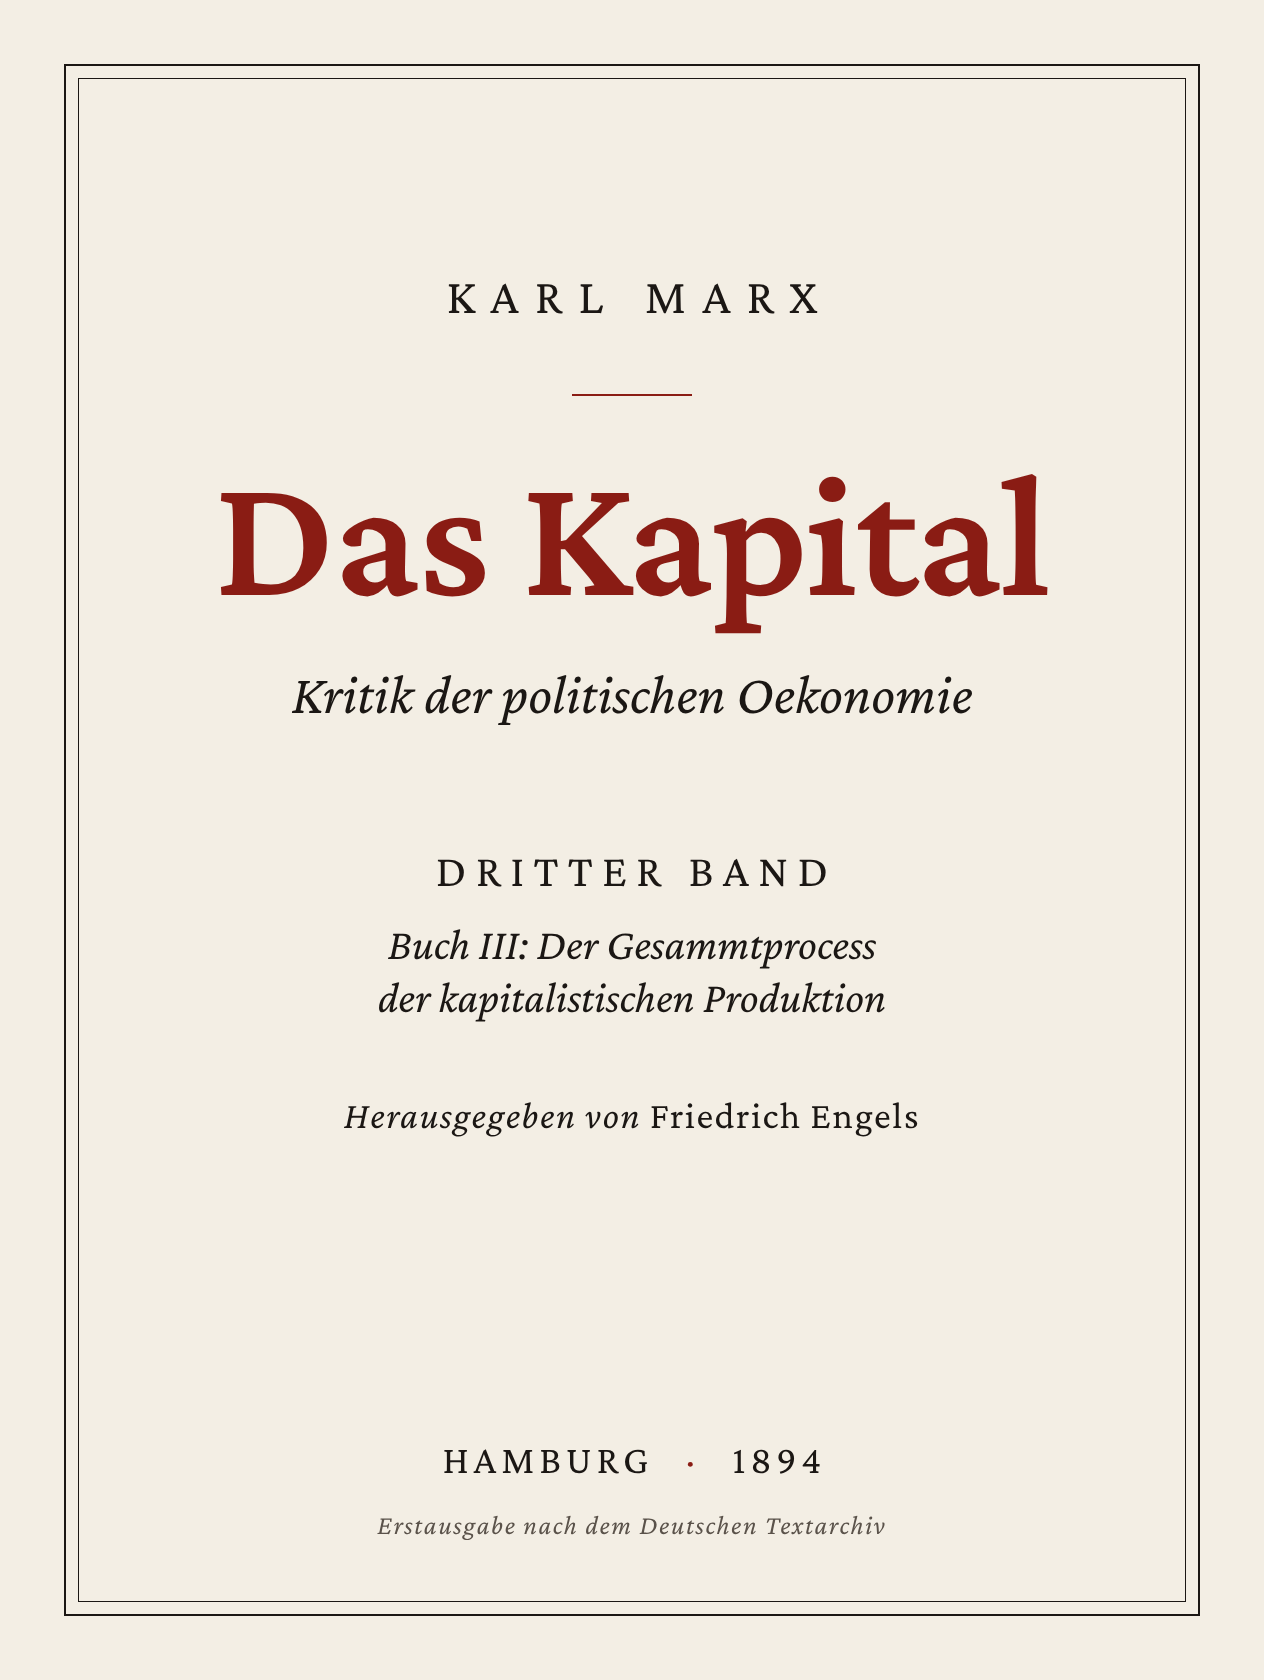 KARL MARX
Das Kapital
Kritik der politischen Oekonomie
DRITTER BAND
Buch III: Der Gesammtprocess
der kapitalistischen Produktion
Herausgegeben von Friedrich Engels
HAMBURG · 1894
Erstausgabe nach dem Deutschen Textarchiv